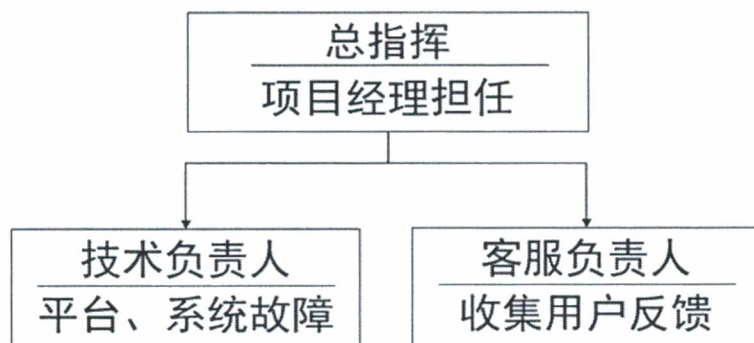 总指挥
项目经理担任
技术负责人
平台、系统故障
客服负责人
收集用户反馈